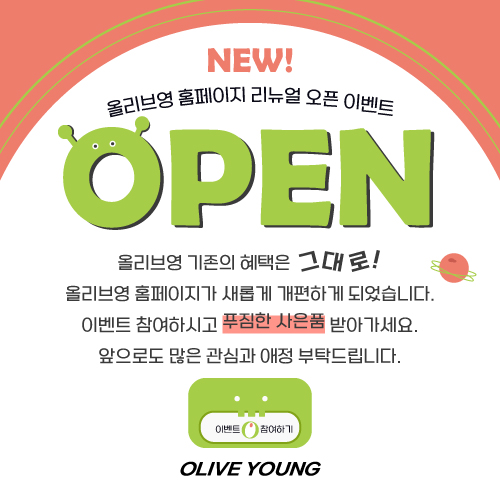 NEW!
올리브영 홈페이지 리뉴얼 오픈 이벤트
OPEN
올리브영 기존의 혜택은 그대로!
올리브영 홈페이지가 새롭게 개편하게 되었습니다.
이벤트 참여하시고 푸짐한 사은품 받아가세요.
앞으로도 많은 관심과 애정 부탁드립니다.
이벤트 참여하기
OLIVE YOUNG